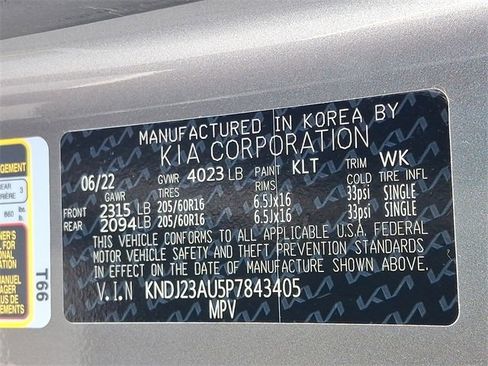 MANUFACTURED IN KOREA BY
KIA CORPORATION
06/22 GVWR 4023 LB PAINT KLT TRIM WK
GAWR TIRES RIMS COLD TIRE INFL
FRONT 2315 LB 205/60R16 6.5Jx16 33psi SINGLE
REAR 2094 LB 205/60R16 6.5Jx16 33psi SINGLE
THIS VEHICLE CONFORMS TO ALL APPLICABLE U.S.A. FEDERAL
MOTOR VEHICLE SAFETY AND THEFT PREVENTION STANDARDS
IN EFFECT ON THE DATE OF MANUFACTURE SHOWN ABOVE.
V.I.N KNDJ23AU5P7843405
MPV
T66
REAR 3
lbs.